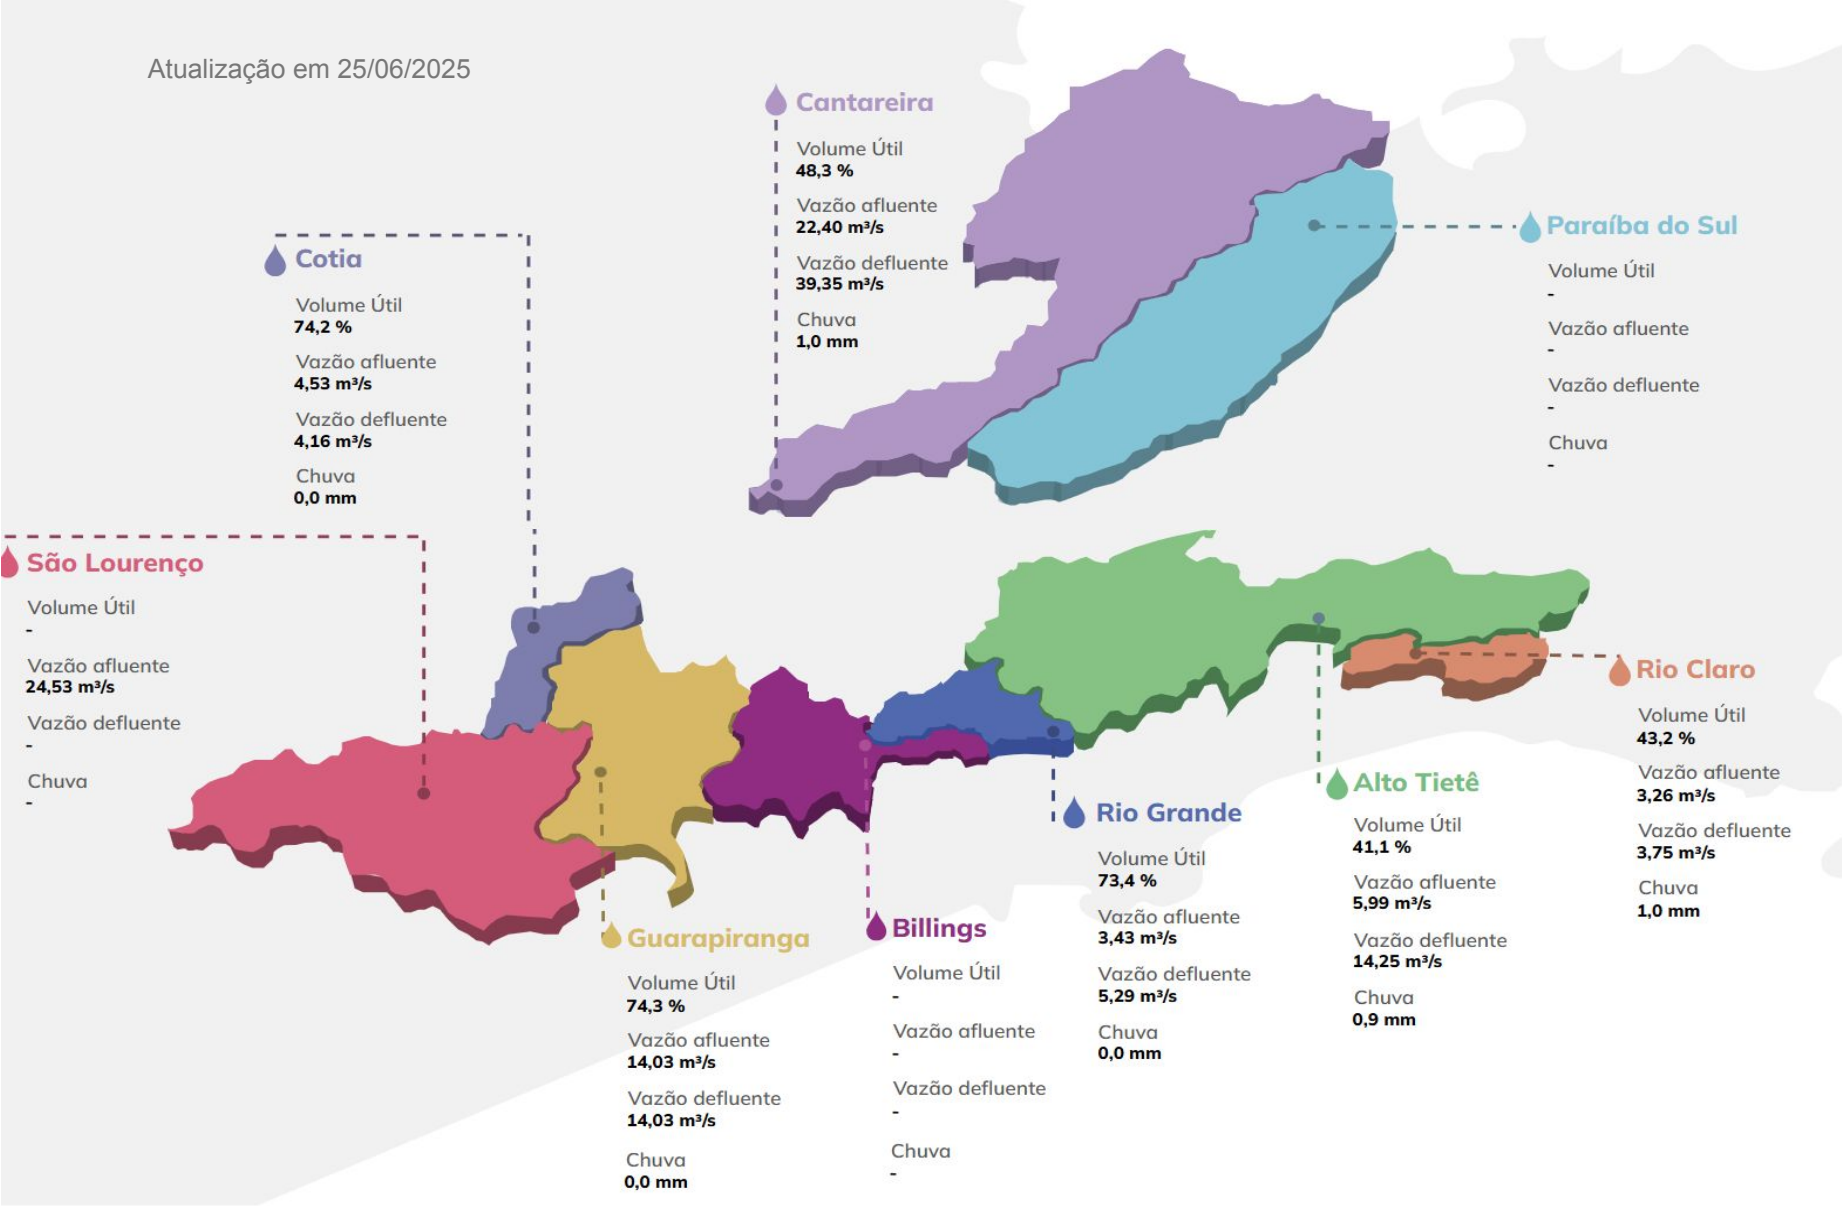 Atualização em 25/06/2025
Cantareira
Volume Útil
48,3 %
Vazão afluente
22,40 m³/s
Vazão defluente
39,35 m³/s
Chuva
1,0 mm
Paraíba do Sul
Volume Útil
-
Vazão afluente
-
Vazão defluente
-
Chuva
-
Cotia
Volume Útil
74,2 %
Vazão afluente
4,53 m³/s
Vazão defluente
4,16 m³/s
Chuva
0,0 mm
São Lourenço
Volume Útil
-
Vazão afluente
24,53 m³/s
Vazão defluente
-
Chuva
-
Guarapiranga
Volume Útil
74,3 %
Vazão afluente
14,03 m³/s
Vazão defluente
14,03 m³/s
Chuva
0,0 mm
Billings
Volume Útil
-
Vazão afluente
-
Vazão defluente
-
Chuva
-
Rio Grande
Volume Útil
73,4 %
Vazão afluente
3,43 m³/s
Vazão defluente
5,29 m³/s
Chuva
0,0 mm
Alto Tietê
Volume Útil
41,1 %
Vazão afluente
5,99 m³/s
Vazão defluente
14,25 m³/s
Chuva
0,9 mm
Rio Claro
Volume Útil
43,2 %
Vazão afluente
3,26 m³/s
Vazão defluente
3,75 m³/s
Chuva
1,0 mm